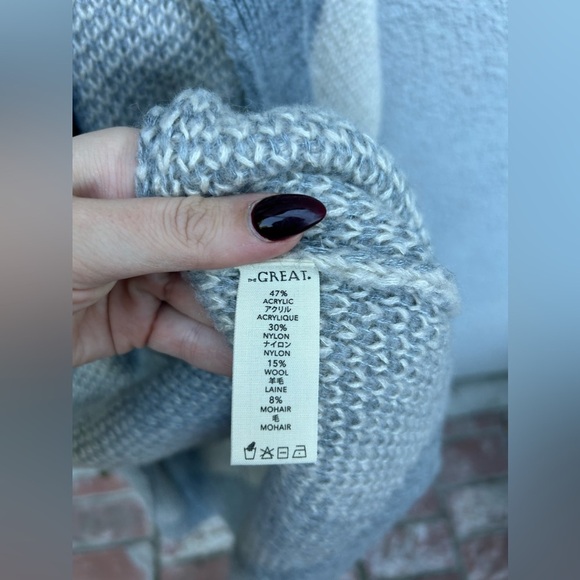 THE GREAT.
47%
ACRYLIC
アクリル
ACRYLIQUE
30%
NYLON
ナイロン
NYLON
15%
WOOL
羊毛
LAINE
8%
MOHAIR
毛
MOHAIR